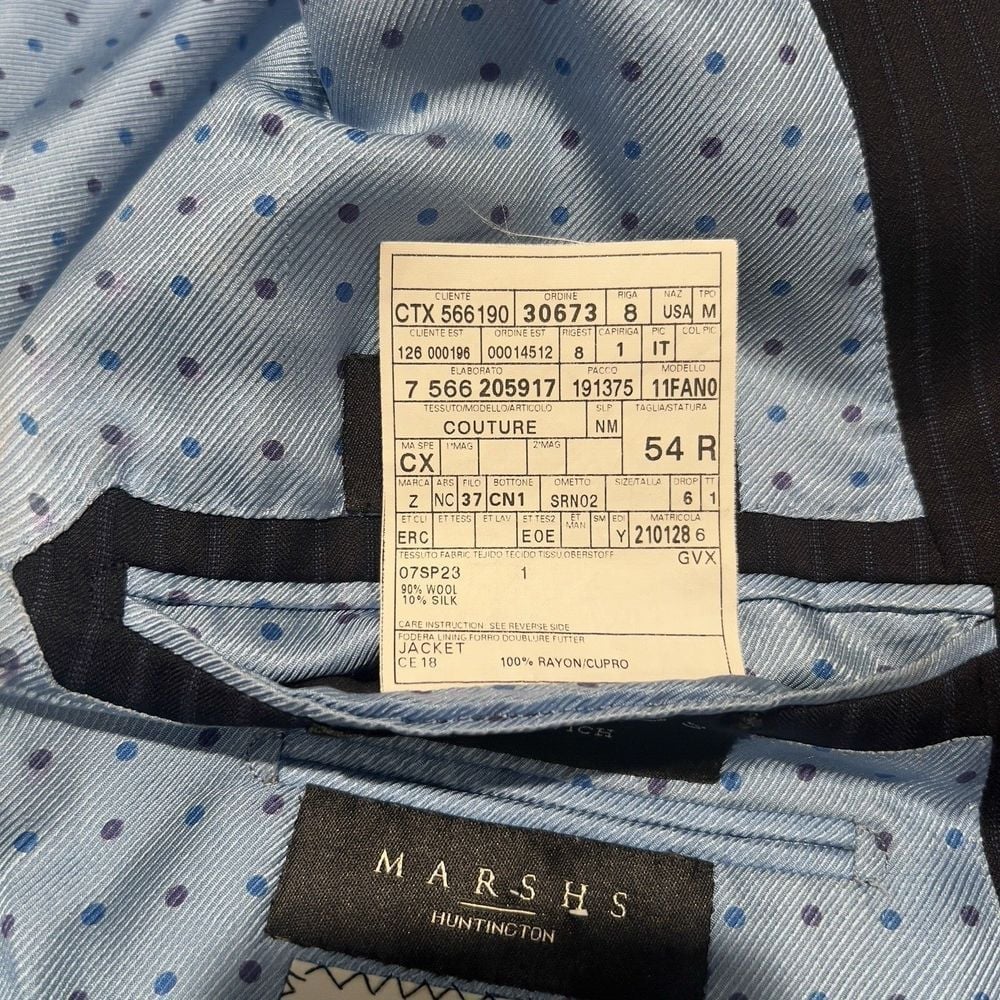 CLIENTE ORDINE RIGA NAZ TPO
CTX 566190 30673 8 USA M
CLIENTE EST ORDINE EST RIGEST CAPIRIGA PIC COL PIC
126 000196 00014512 8 1 IT
ELABORATO PACCO MODELLO
7 566 205917 191375 11FAN0
TESSUTO/MODELLO/ARTICOLO SLP TAGLIA/STATURA
COUTURE NM 54 R
MA SPE 1°MAG 2°MAG
CX
MARCA ABS FILO BOTTONE OMETTO SIZE/TALLA DROP TT
Z NC 37 CN1 SRN02 6 1
ET CLI ET TESS ET LAV ET TES2 ET MAN SM EDI MATRICOLA
ERC EOE Y 210128 6
TESSUTO FABRIC TEJIDO TECIDO TISSU OBERSTOFF GVX
07SP23 1
90% WOOL
10% SILK
CARE INSTRUCTION: SEE REVERSE SIDE
FODERA LINING FORRO DOUBLURE FUTTER
JACKET
CE 18 100% RAYON/CUPRO
MARSHS
HUNTINGTON